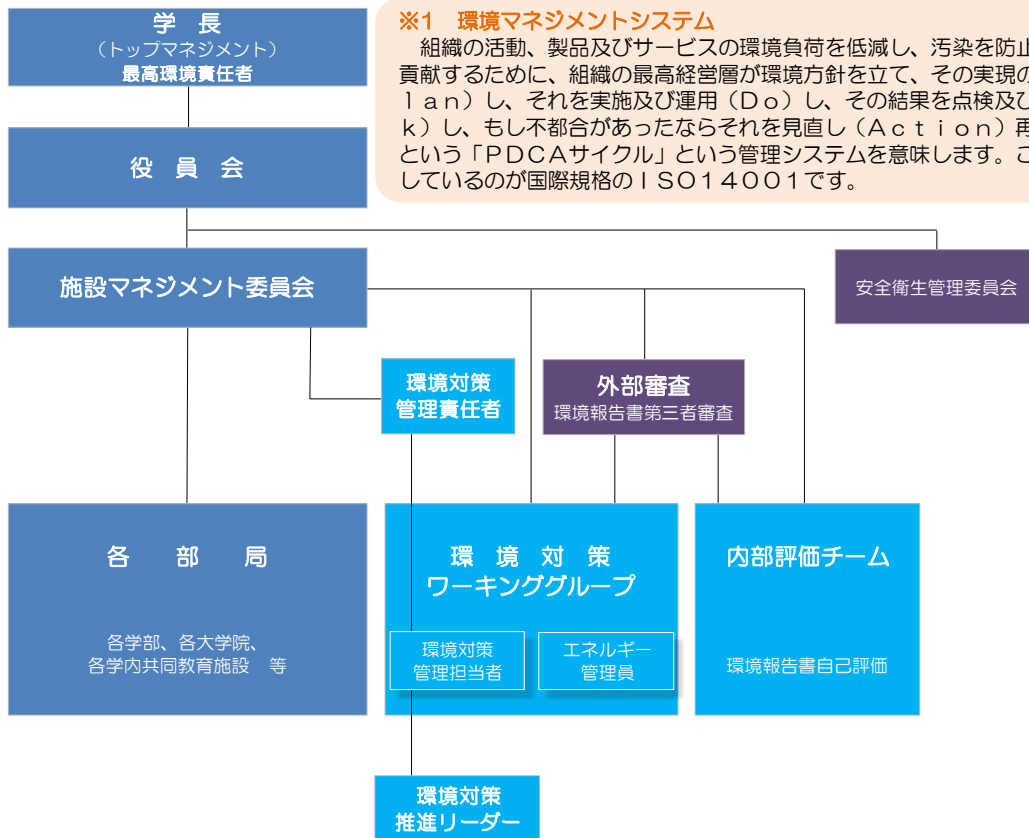 学 長
（トップマネジメント）
最高環境責任者
※1 環境マネジメントシステム
組織の活動、製品及びサービスの環境負荷を低減し、汚染を防止
貢献するために、組織の最高経営層が環境方針を立て、その実現の
ｌａｎ）し、それを実施及び運用（Ｄｏ）し、その結果を点検及び
ｋ）し、もし不都合があったならそれを見直し（Ａｃｔｉｏｎ）再
という「ＰＤＣＡサイクル」という管理システムを意味します。こ
しているのが国際規格のＩＳＯ１４００１です。
役 員 会
施設マネジメント委員会
安全衛生管理委員会
環境対策
管理責任者
外部審査
環境報告書第三者審査
各 部 局
各学部、各大学院、
各学内共同教育施設 等
環 境 対 策
ワーキンググループ
環境対策
管理担当者
エネルギー
管理員
内部評価チーム
環境報告書自己評価
環境対策
推進リーダー